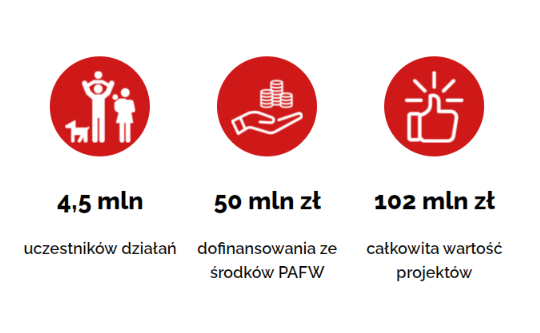 4,5 mln
uczestników działań
50 mln zł
dofinansowania ze
środków PAFW
102 mln zł
całkowita wartość
projektów